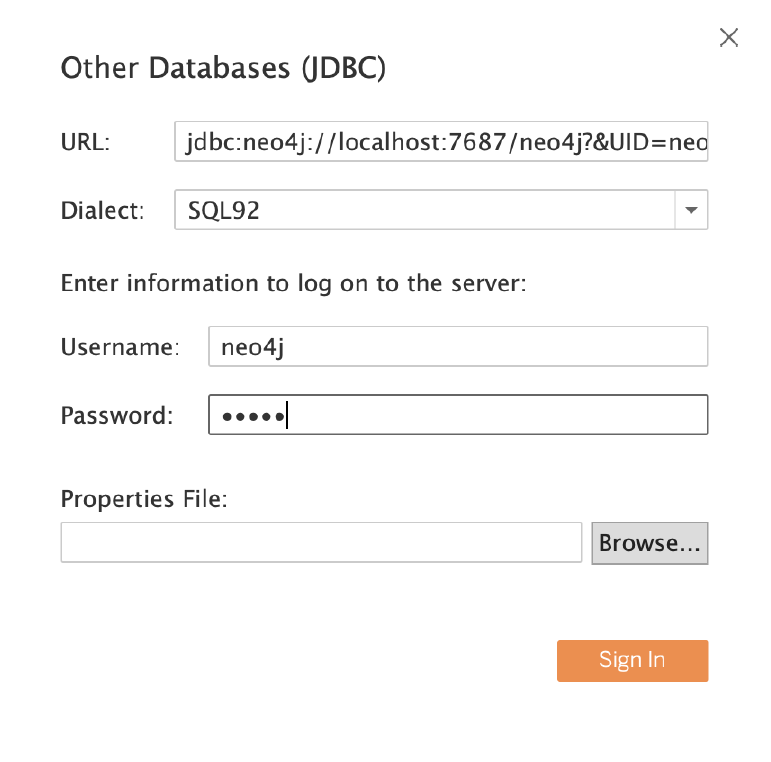 Other Databases (JDBC)
URL: jdbc:neo4j://localhost:7687/neo4j?&UID=neo
Dialect: SQL92
Enter information to log on to the server:
Username: neo4j
Password: •••••
Properties File:
Browse...
Sign In